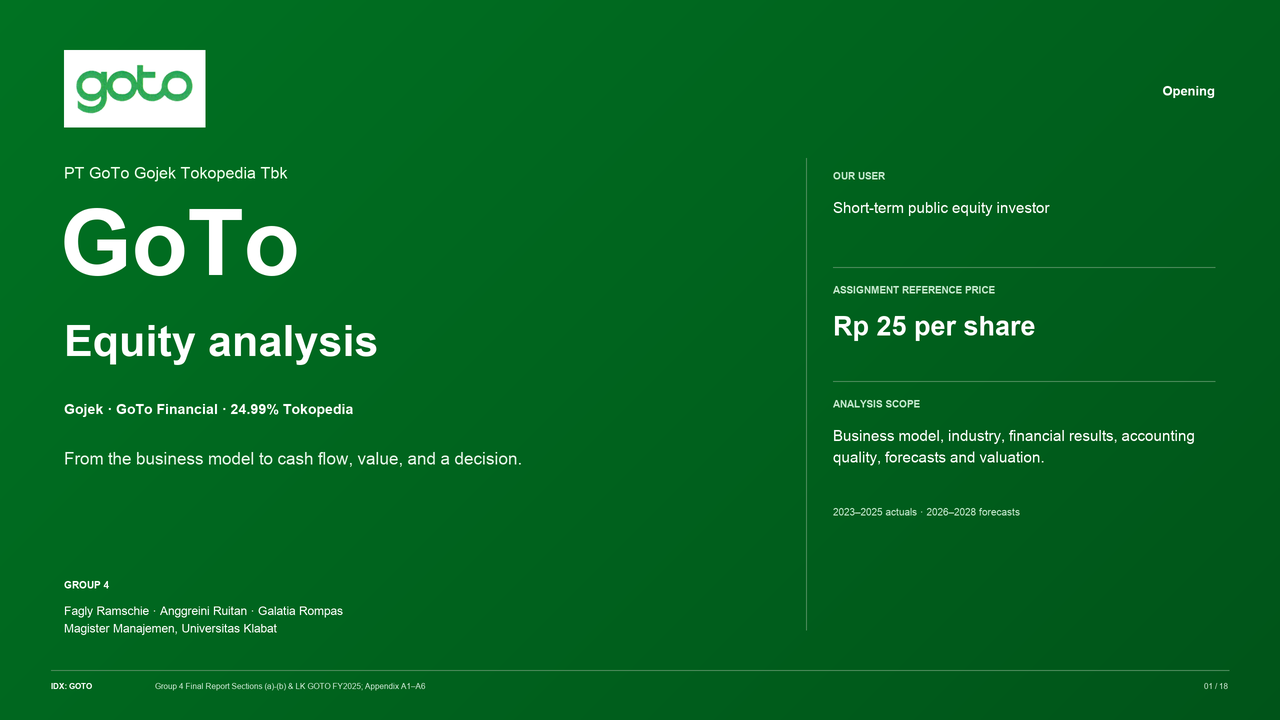 goto
Opening
PT GoTo Gojek Tokopedia Tbk
GoTo
Equity analysis
Gojek · GoTo Financial · 24.99% Tokopedia
From the business model to cash flow, value, and a decision.
GROUP 4
Fagly Ramschie · Anggreini Ruitan · Galatia Rompas
Magister Manajemen, Universitas Klabat
OUR USER
Short-term public equity investor
ASSIGNMENT REFERENCE PRICE
Rp 25 per share
ANALYSIS SCOPE
Business model, industry, financial results, accounting
quality, forecasts and valuation.
2023–2025 actuals · 2026–2028 forecasts
IDX: GOTO
Group 4 Final Report Sections (a)-(b) & LK GOTO FY2025; Appendix A1–A6
01 / 18